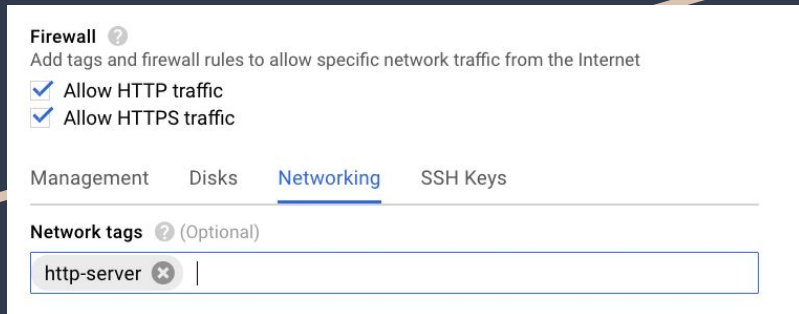 Firewall
Add tags and firewall rules to allow specific network traffic from the Internet
Allow HTTP traffic
Allow HTTPS traffic
Management Disks Networking SSH Keys
Network tags (Optional)
http-server